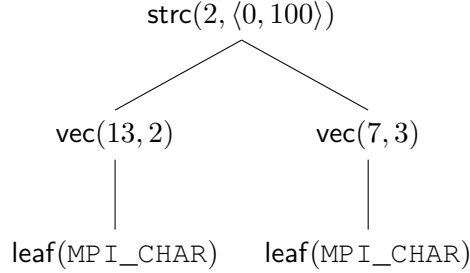 strc(2, ⟨0, 100⟩)
vec(13, 2) vec(7, 3)
leaf(MPI_CHAR) leaf(MPI_CHAR)